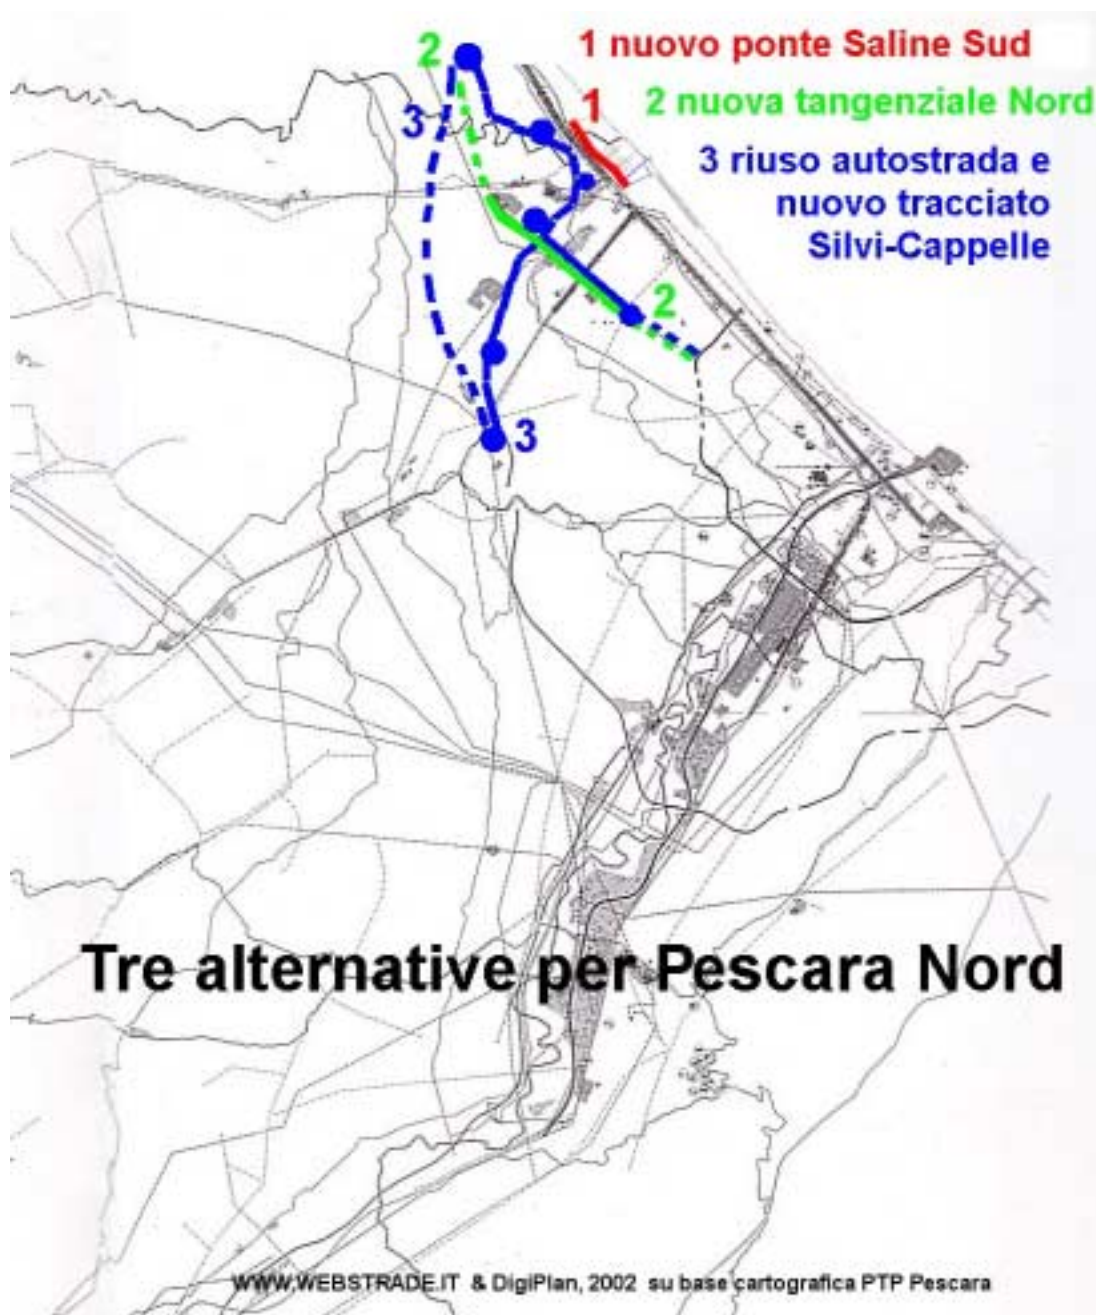 1 nuovo ponte Saline Sud
2
1
2 nuova tangenziale Nord
3
3 riuso autostrada e
nuovo tracciato
Silvi-Cappelle
2
3
Tre alternative per Pescara Nord
WWW.WEBSTRADE.IT & DigiPlan, 2002 su base cartografica PTP Pescara